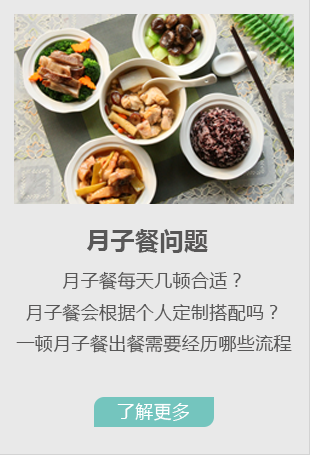 月子餐问题
月子餐每天几顿合适？
月子餐会根据个人定制搭配吗？
一顿月子餐出餐需要经历哪些流程
了解更多